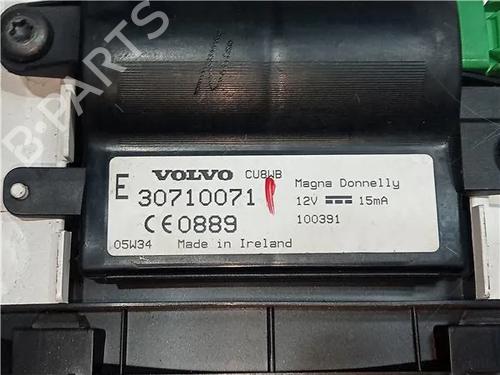 B-PARTS
VOLVO CU8WB
E 30710071
CE0889
05W34 Made in Ireland
Magna Donnelly
12V 15mA
100391